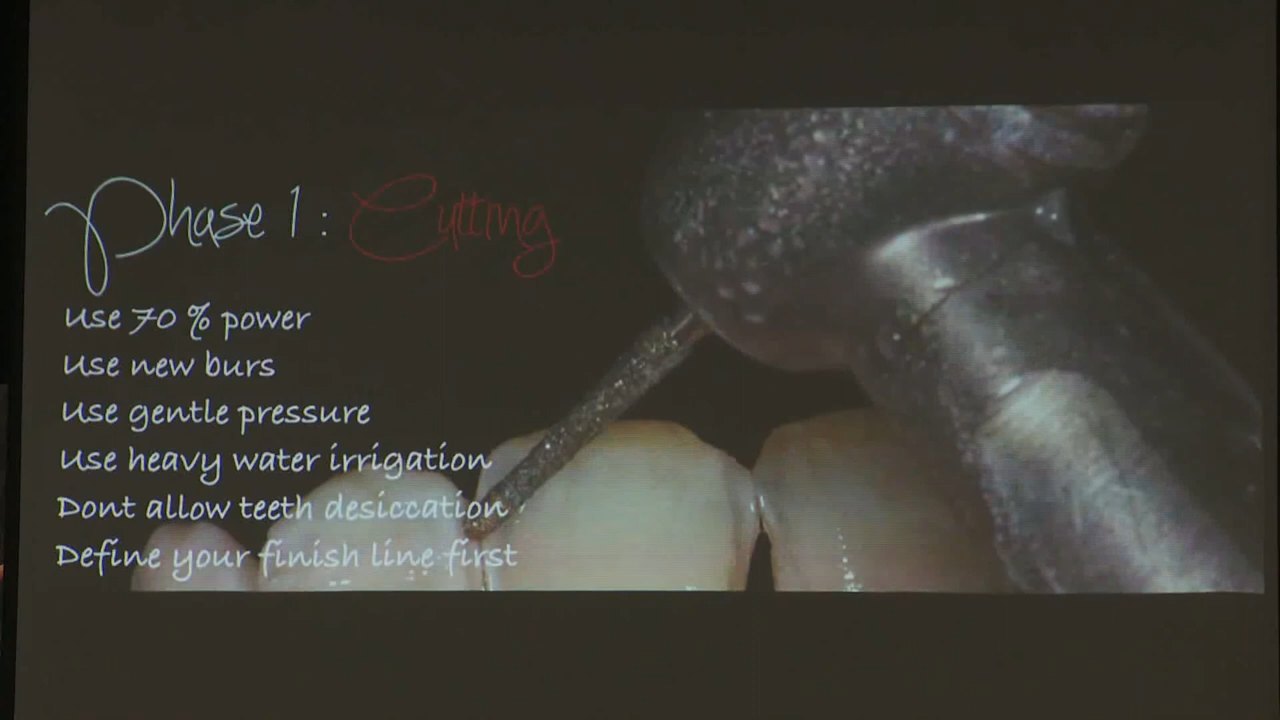 Phase 1 : Cutting
Use 70 % power
Use new burs
Use gentle pressure
Use heavy water irrigation
Dont allow teeth desiccation
Define your finish line first